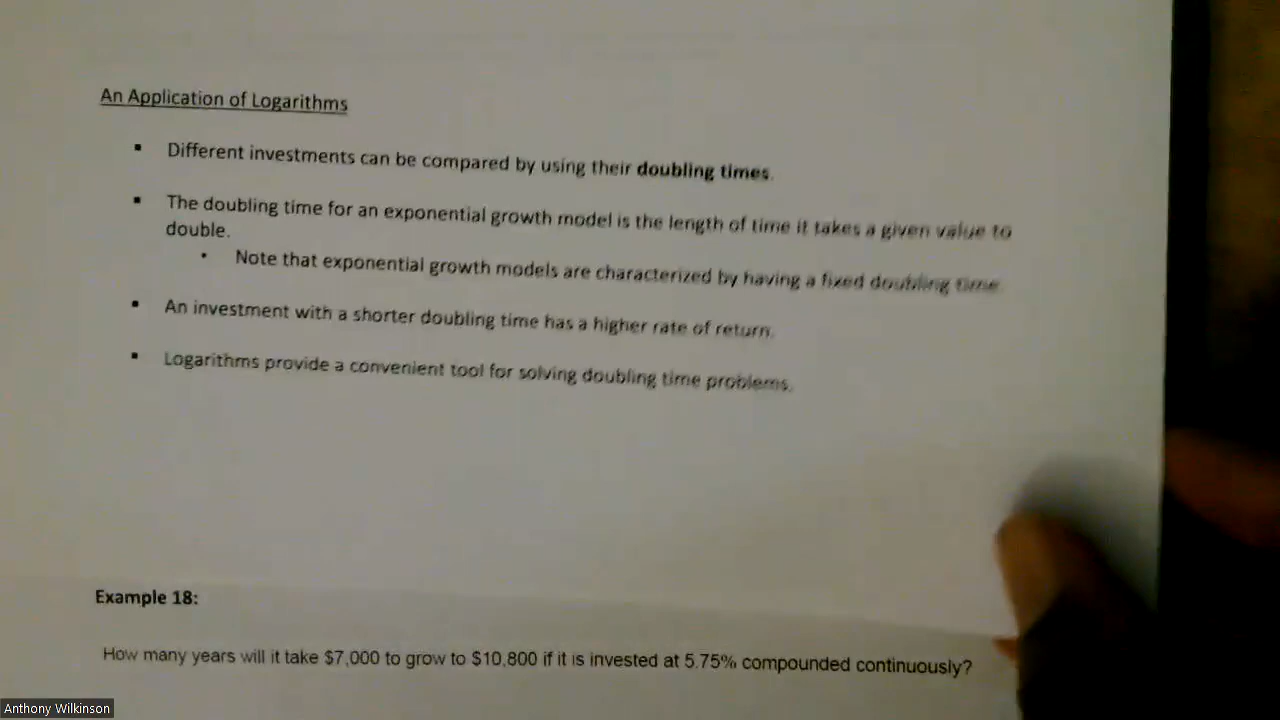 An Application of Logarithms
▪ Different investments can be compared by using their doubling times.
▪ The doubling time for an exponential growth model is the length of time it takes a given value to
double.
• Note that exponential growth models are characterized by having a fixed doubling time.
▪ An investment with a shorter doubling time has a higher rate of return.
▪ Logarithms provide a convenient tool for solving doubling time problems.
Example 18:
How many years will it take $7,000 to grow to $10,800 if it is invested at 5.75% compounded continuously?
Anthony Wilkinson